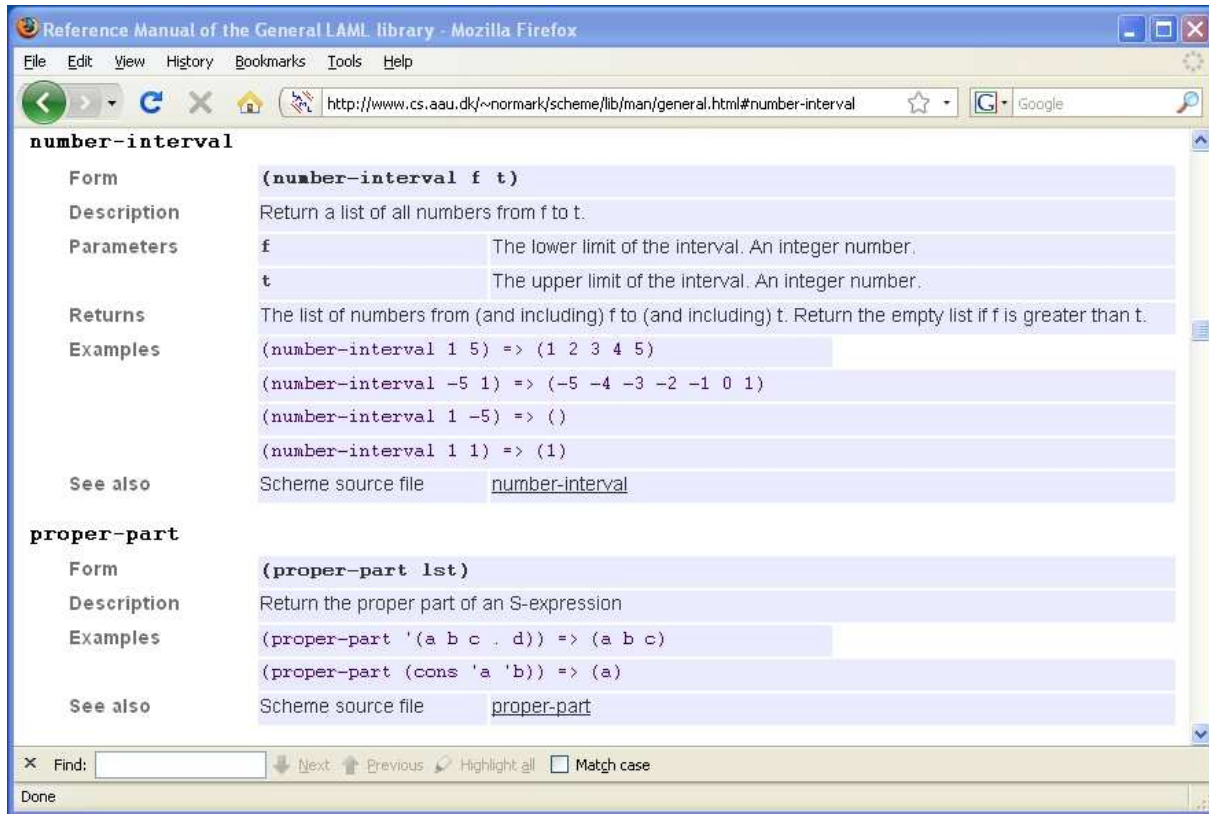 Reference Manual of the General LAML library - Mozilla Firefox
File Edit View History Bookmarks Tools Help
http://www.cs.aau.dk/~normark/scheme/lib/man/general.html#number-interval G Google
number-interval
Form (number-interval f t)
Description Return a list of all numbers from f to t.
Parameters f The lower limit of the interval. An integer number.
t The upper limit of the interval. An integer number.
Returns The list of numbers from (and including) f to (and including) t. Return the empty list if f is greater than t.
Examples (number-interval 1 5) => (1 2 3 4 5)
(number-interval -5 1) => (-5 -4 -3 -2 -1 0 1)
(number-interval 1 -5) => ()
(number-interval 1 1) => (1)
See also Scheme source file number-interval
proper-part
Form (proper-part lst)
Description Return the proper part of an S-expression
Examples (proper-part '(a b c . d)) => (a b c)
(proper-part (cons 'a 'b)) => (a)
See also Scheme source file proper-part
Find: Next Previous Highlight all Match case
Done